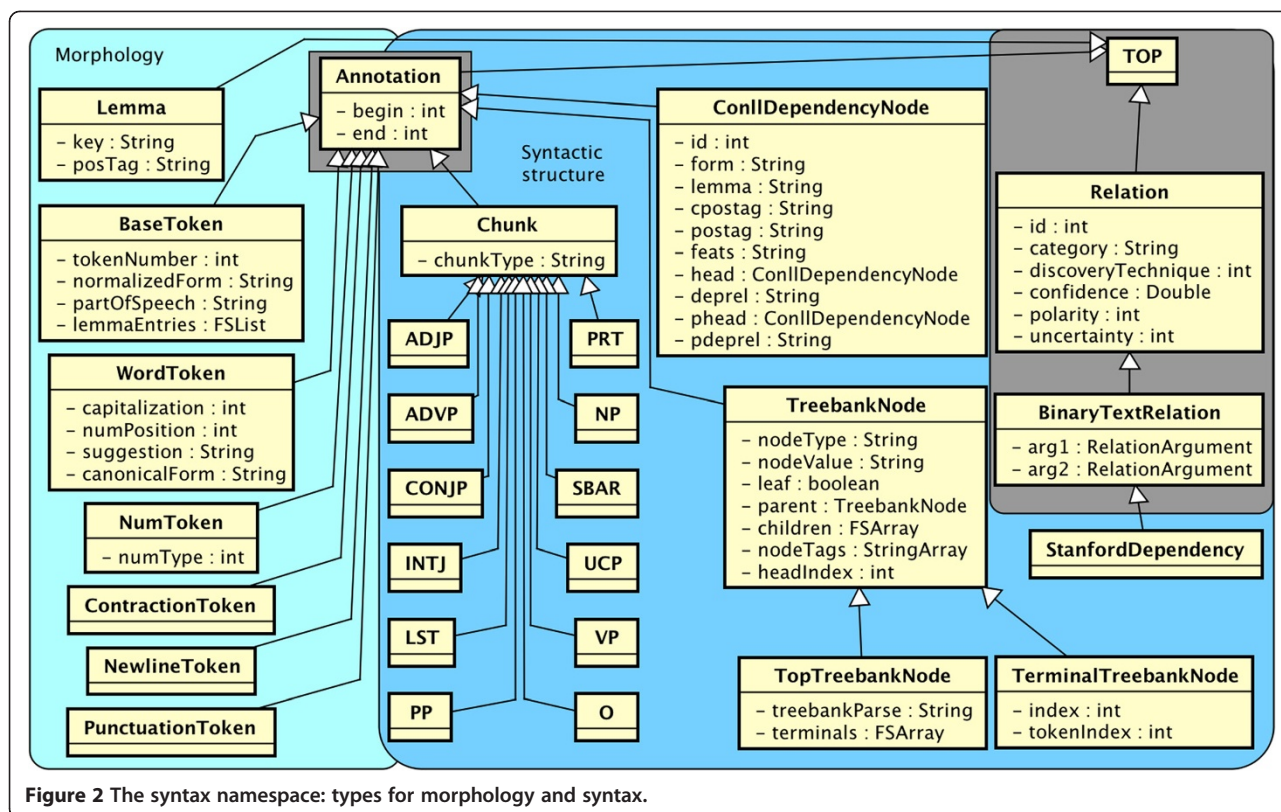 Morphology
Lemma
- key : String
- posTag : String
BaseToken
- tokenNumber : int
- normalizedForm : String
- partOfSpeech : String
- lemmaEntries : FSList
WordToken
- capitalization : int
- numPosition : int
- suggestion : String
- canonicalForm : String
NumToken
- numType : int
ContractionToken
NewlineToken
PunctuationToken
Annotation
- begin : int
- end : int
Syntactic
structure
Chunk
- chunkType : String
ADJP
PRT
ADVP
NP
CONJP
SBAR
INTJ
UCP
LST
VP
PP
O
ConllDependencyNode
- id : int
- form : String
- lemma : String
- cpostag : String
- postag : String
- feats : String
- head : ConllDependencyNode
- deprel : String
- phead : ConllDependencyNode
- pdeprel : String
TreebankNode
- nodeType : String
- nodeValue : String
- leaf : boolean
- parent : TreebankNode
- children : FSArray
- nodeTags : StringArray
- headIndex : int
TopTreebankNode
- treebankParse : String
- terminals : FSArray
TerminalTreebankNode
- index : int
- tokenIndex : int
TOP
Relation
- id : int
- category : String
- discoveryTechnique : int
- confidence : Double
- polarity : int
- uncertainty : int
BinaryTextRelation
- arg1 : RelationArgument
- arg2 : RelationArgument
StanfordDependency
Figure 2 The syntax namespace: types for morphology and syntax.